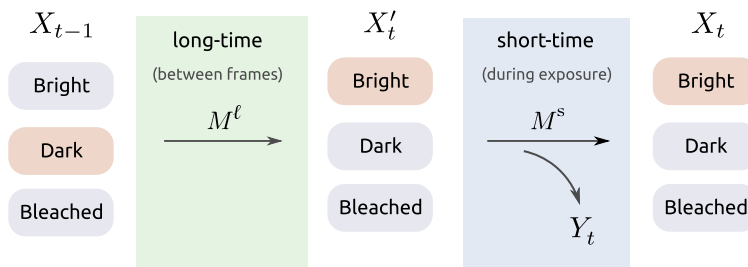 X_{t−1}
Bright
Dark
Bleached
long-time
(between frames)
M^ℓ
X′_t
Bright
Dark
Bleached
short-time
(during exposure)
M^s
Y_t
X_t
Bright
Dark
Bleached